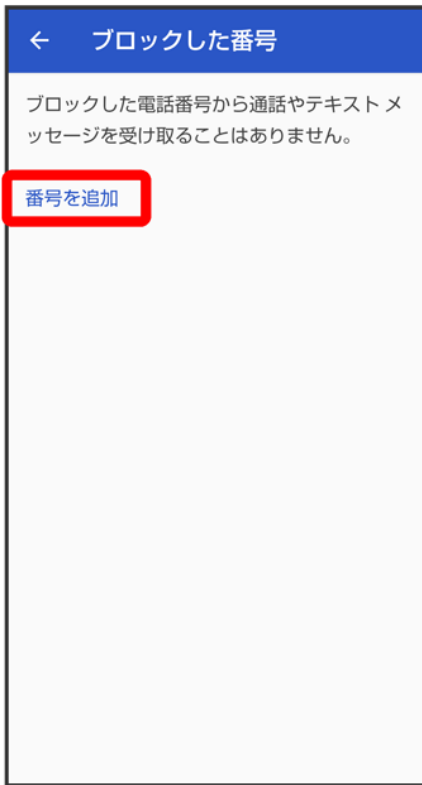 ブロックした番号
ブロックした電話番号から通話やテキスト メ
ッセージを受け取ることはありません。
番号を追加